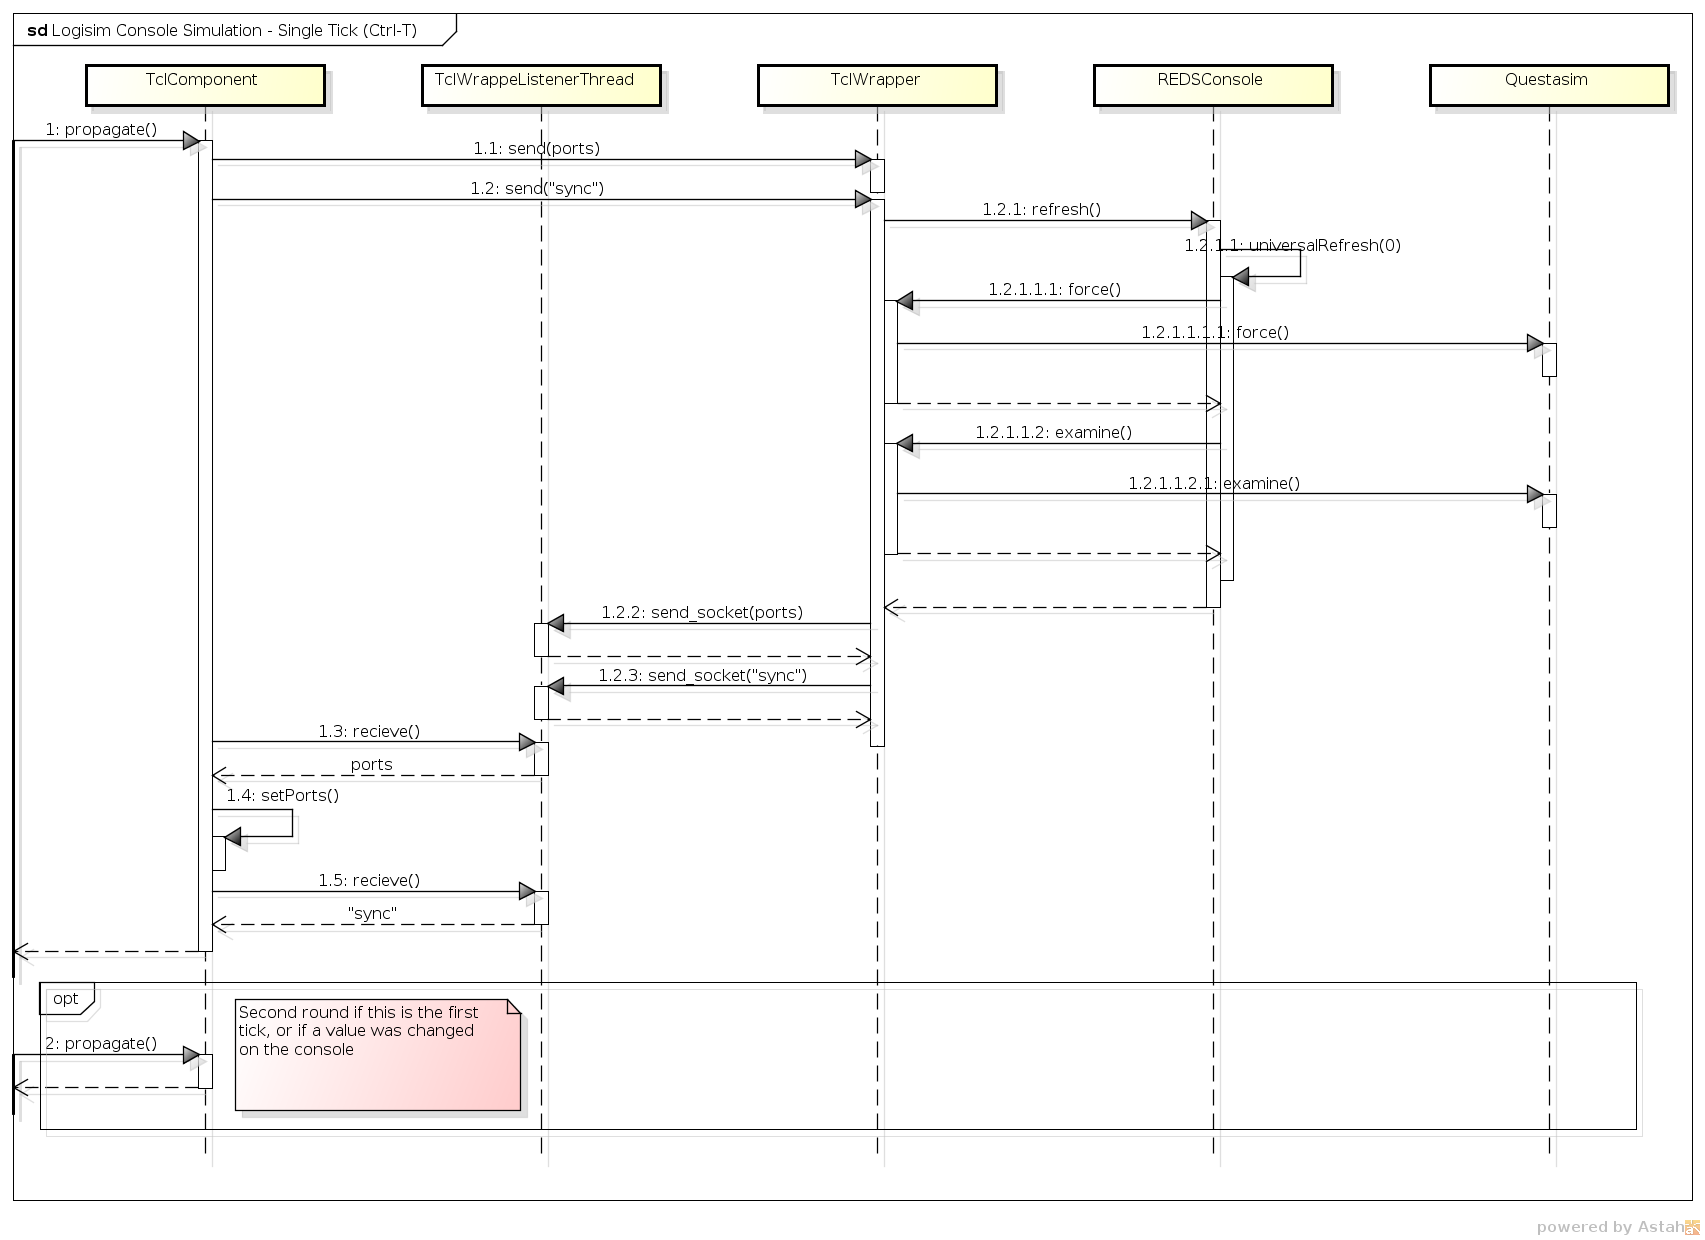 sd Logisim Console Simulation - Single Tick (Ctrl-T)
TclComponent
TclWrappeListenerThread
TclWrapper
REDSConsole
Questasim
1: propagate()
1.1: send(ports)
1.2: send("sync")
1.2.1: refresh()
1.2.1.1: universalRefresh(0)
1.2.1.1.1: force()
1.2.1.1.1.1: force()
1.2.1.1.2: examine()
1.2.1.1.2.1: examine()
1.2.2: send_socket(ports)
1.2.3: send_socket("sync")
1.3: recieve()
ports
1.4: setPorts()
1.5: recieve()
"sync"
opt
Second round if this is the first
tick, or if a value was changed
on the console
2: propagate()
powered by Astah